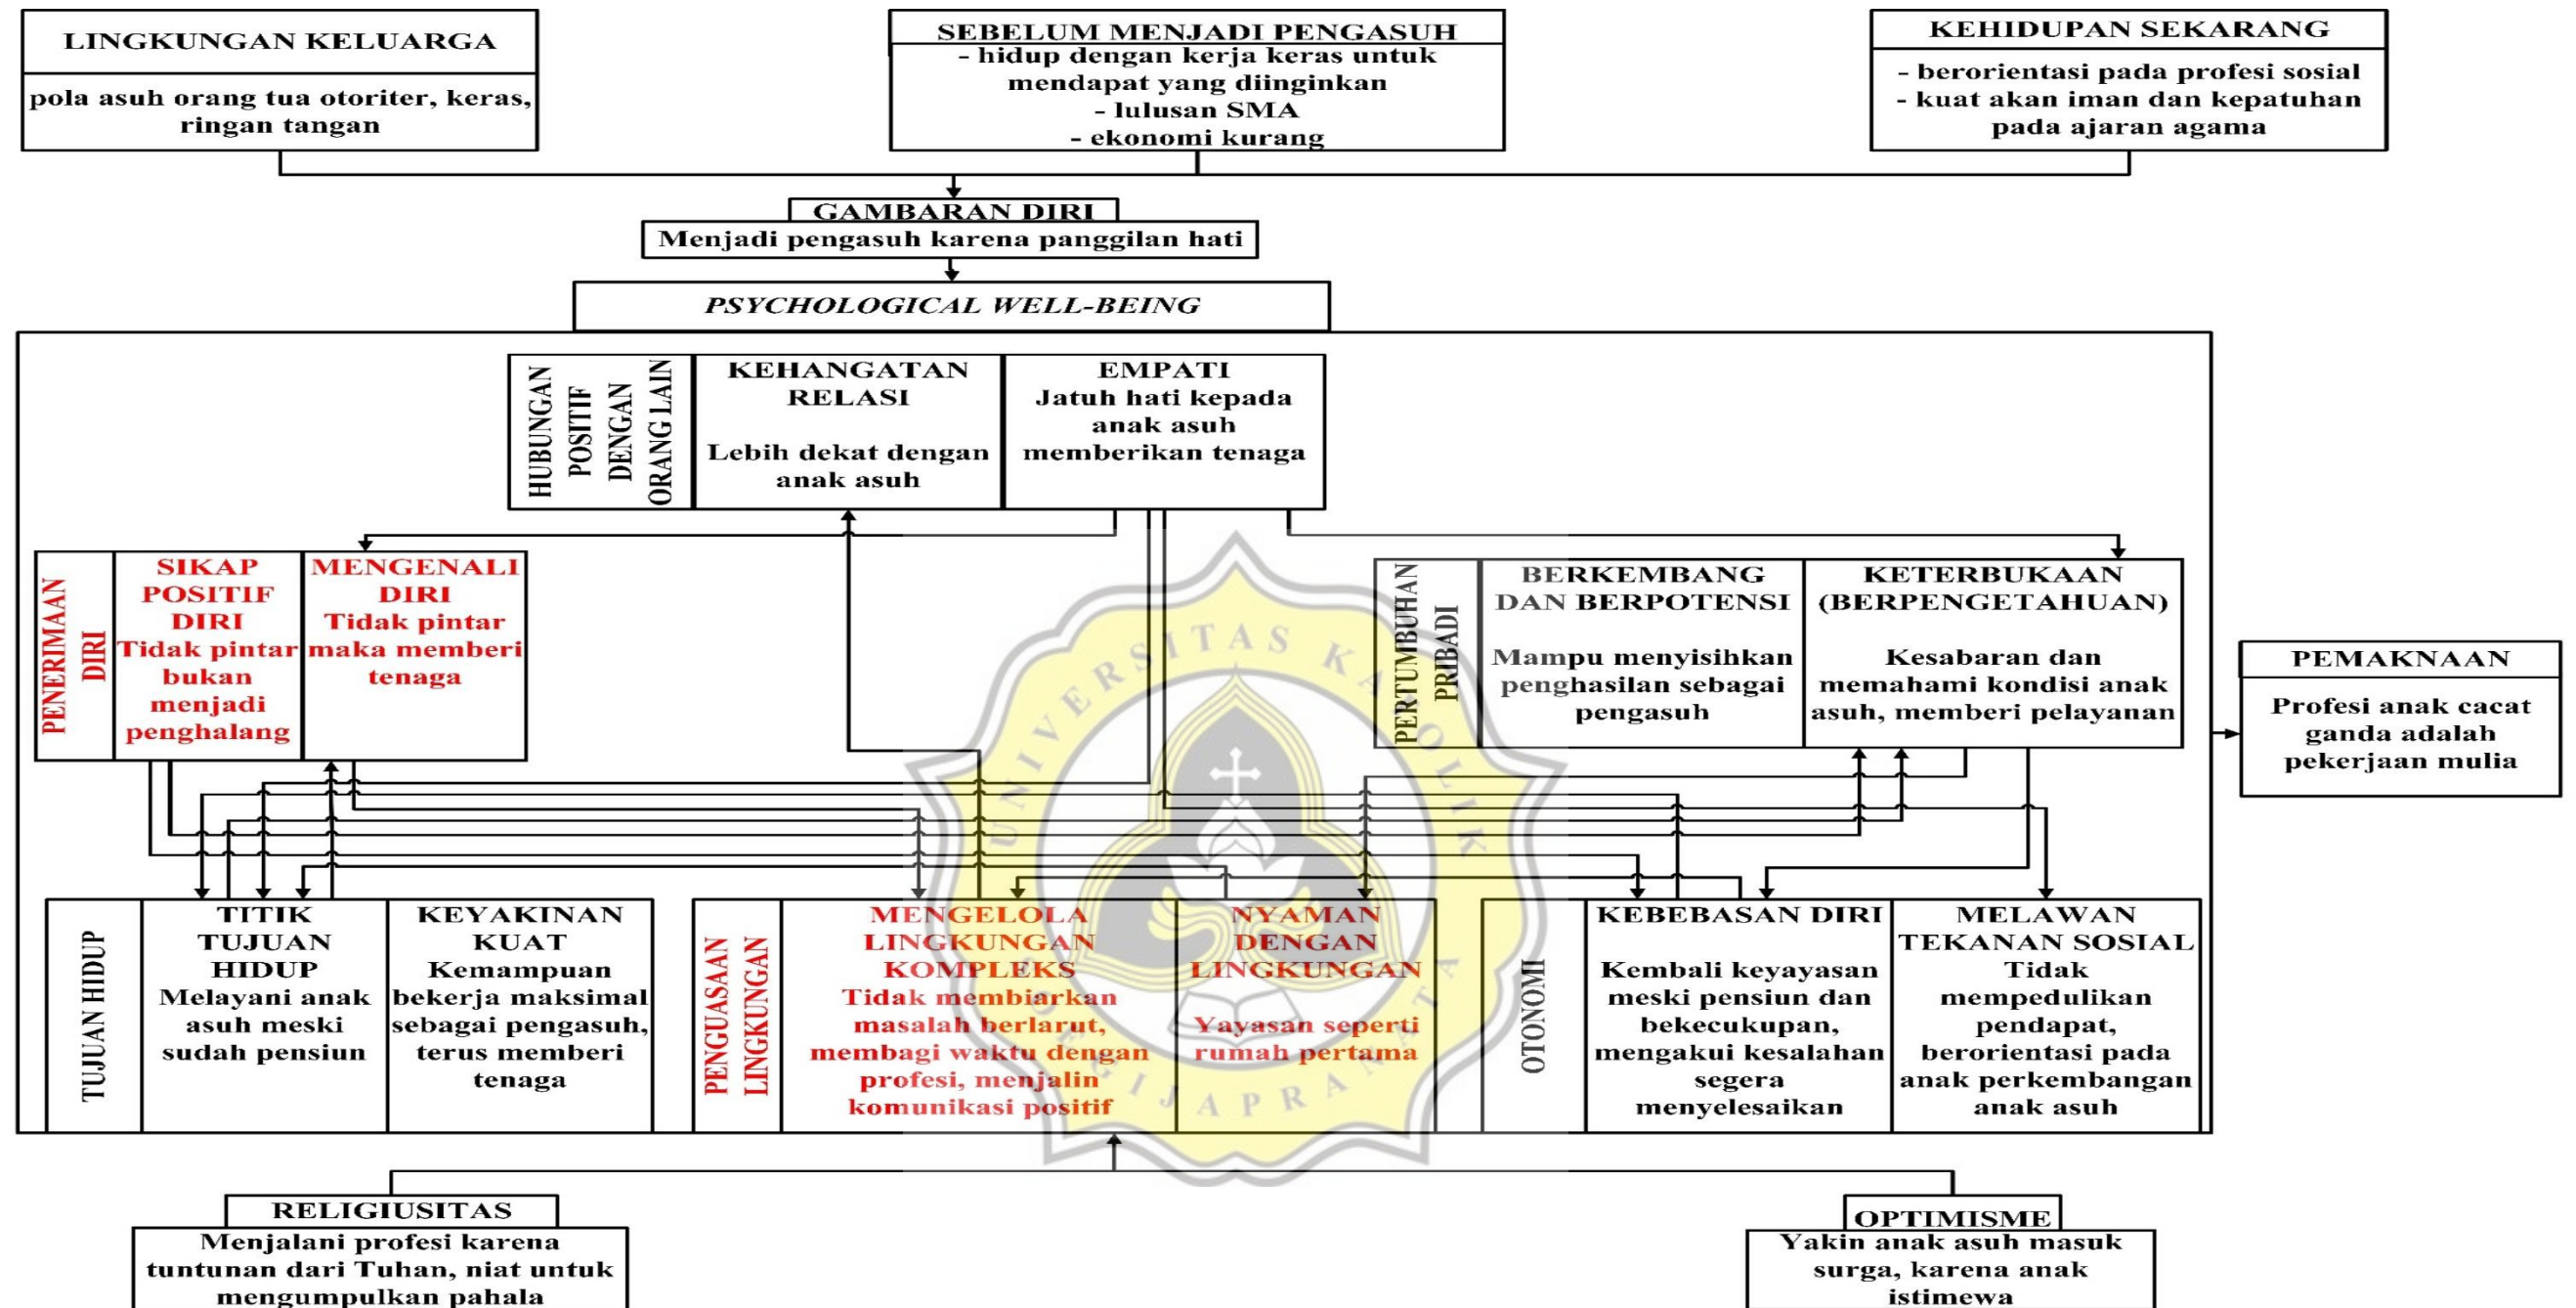 LINGKUNGAN KELUARGA
pola asuh orang tua otoriter, keras,
ringan tangan
SEBELUM MENJADI PENGASUH
- hidup dengan kerja keras untuk
mendapat yang diinginkan
- lulusan SMA
- ekonomi kurang
KEHIDUPAN SEKARANG
- berorientasi pada profesi sosial
- kuat akan iman dan kepatuhan
pada ajaran agama
GAMBARAN DIRI
Menjadi pengasuh karena panggilan hati
PSYCHOLOGICAL WELL-BEING
HUBUNGAN
POSITIF
DENGAN
ORANG LAIN
KEHANGATAN
RELASI
Lebih dekat dengan
anak asuh
EMPATI
Jatuh hati kepada
anak asuh
memberikan tenaga
PENERIMAAN
DIRI
SIKAP
POSITIF
DIRI
Tidak pintar
bukan
menjadi
penghalang
MENGENALI
DIRI
Tidak pintar
maka memberi
tenaga
PERTUMBUHAN
PRIBADI
BERKEMBANG
DAN BERPOTENSI
Mampu menyisihkan
penghasilan sebagai
pengasuh
KETERBUKAAN
(BERPENGETAHUAN)
Kesabaran dan
memahami kondisi anak
asuh, memberi pelayanan
PEMAKNAAN
Profesi anak cacat
ganda adalah
pekerjaan mulia
UNIVERSITAS KATOLIK
SOEGIJAPRANATA
TUJUAN HIDUP
TITIK
TUJUAN
HIDUP
Melayani anak
asuh meski
sudah pensiun
KEYAKINAN
KUAT
Kemampuan
bekerja maksimal
sebagai pengasuh,
terus memberi
tenaga
PENGUASAAN
LINGKUNGAN
MENGELOLA
LINGKUNGAN
KOMPLEKS
Tidak membiarkan
masalah berlarut,
membagi waktu dengan
profesi, menjalin
komunikasi positif
NYAMAN
DENGAN
LINGKUNGAN
Yayasan seperti
rumah pertama
OTONOMI
KEBEBASAN DIRI
Kembali keyayasan
meski pensiun dan
bekecukupan,
mengakui kesalahan
segera
menyelesaikan
MELAWAN
TEKANAN SOSIAL
Tidak
mempedulikan
pendapat,
berorientasi pada
anak perkembangan
anak asuh
RELIGIUSITAS
Menjalani profesi karena
tuntunan dari Tuhan, niat untuk
mengumpulkan pahala
OPTIMISME
Yakin anak asuh masuk
surga, karena anak
istimewa